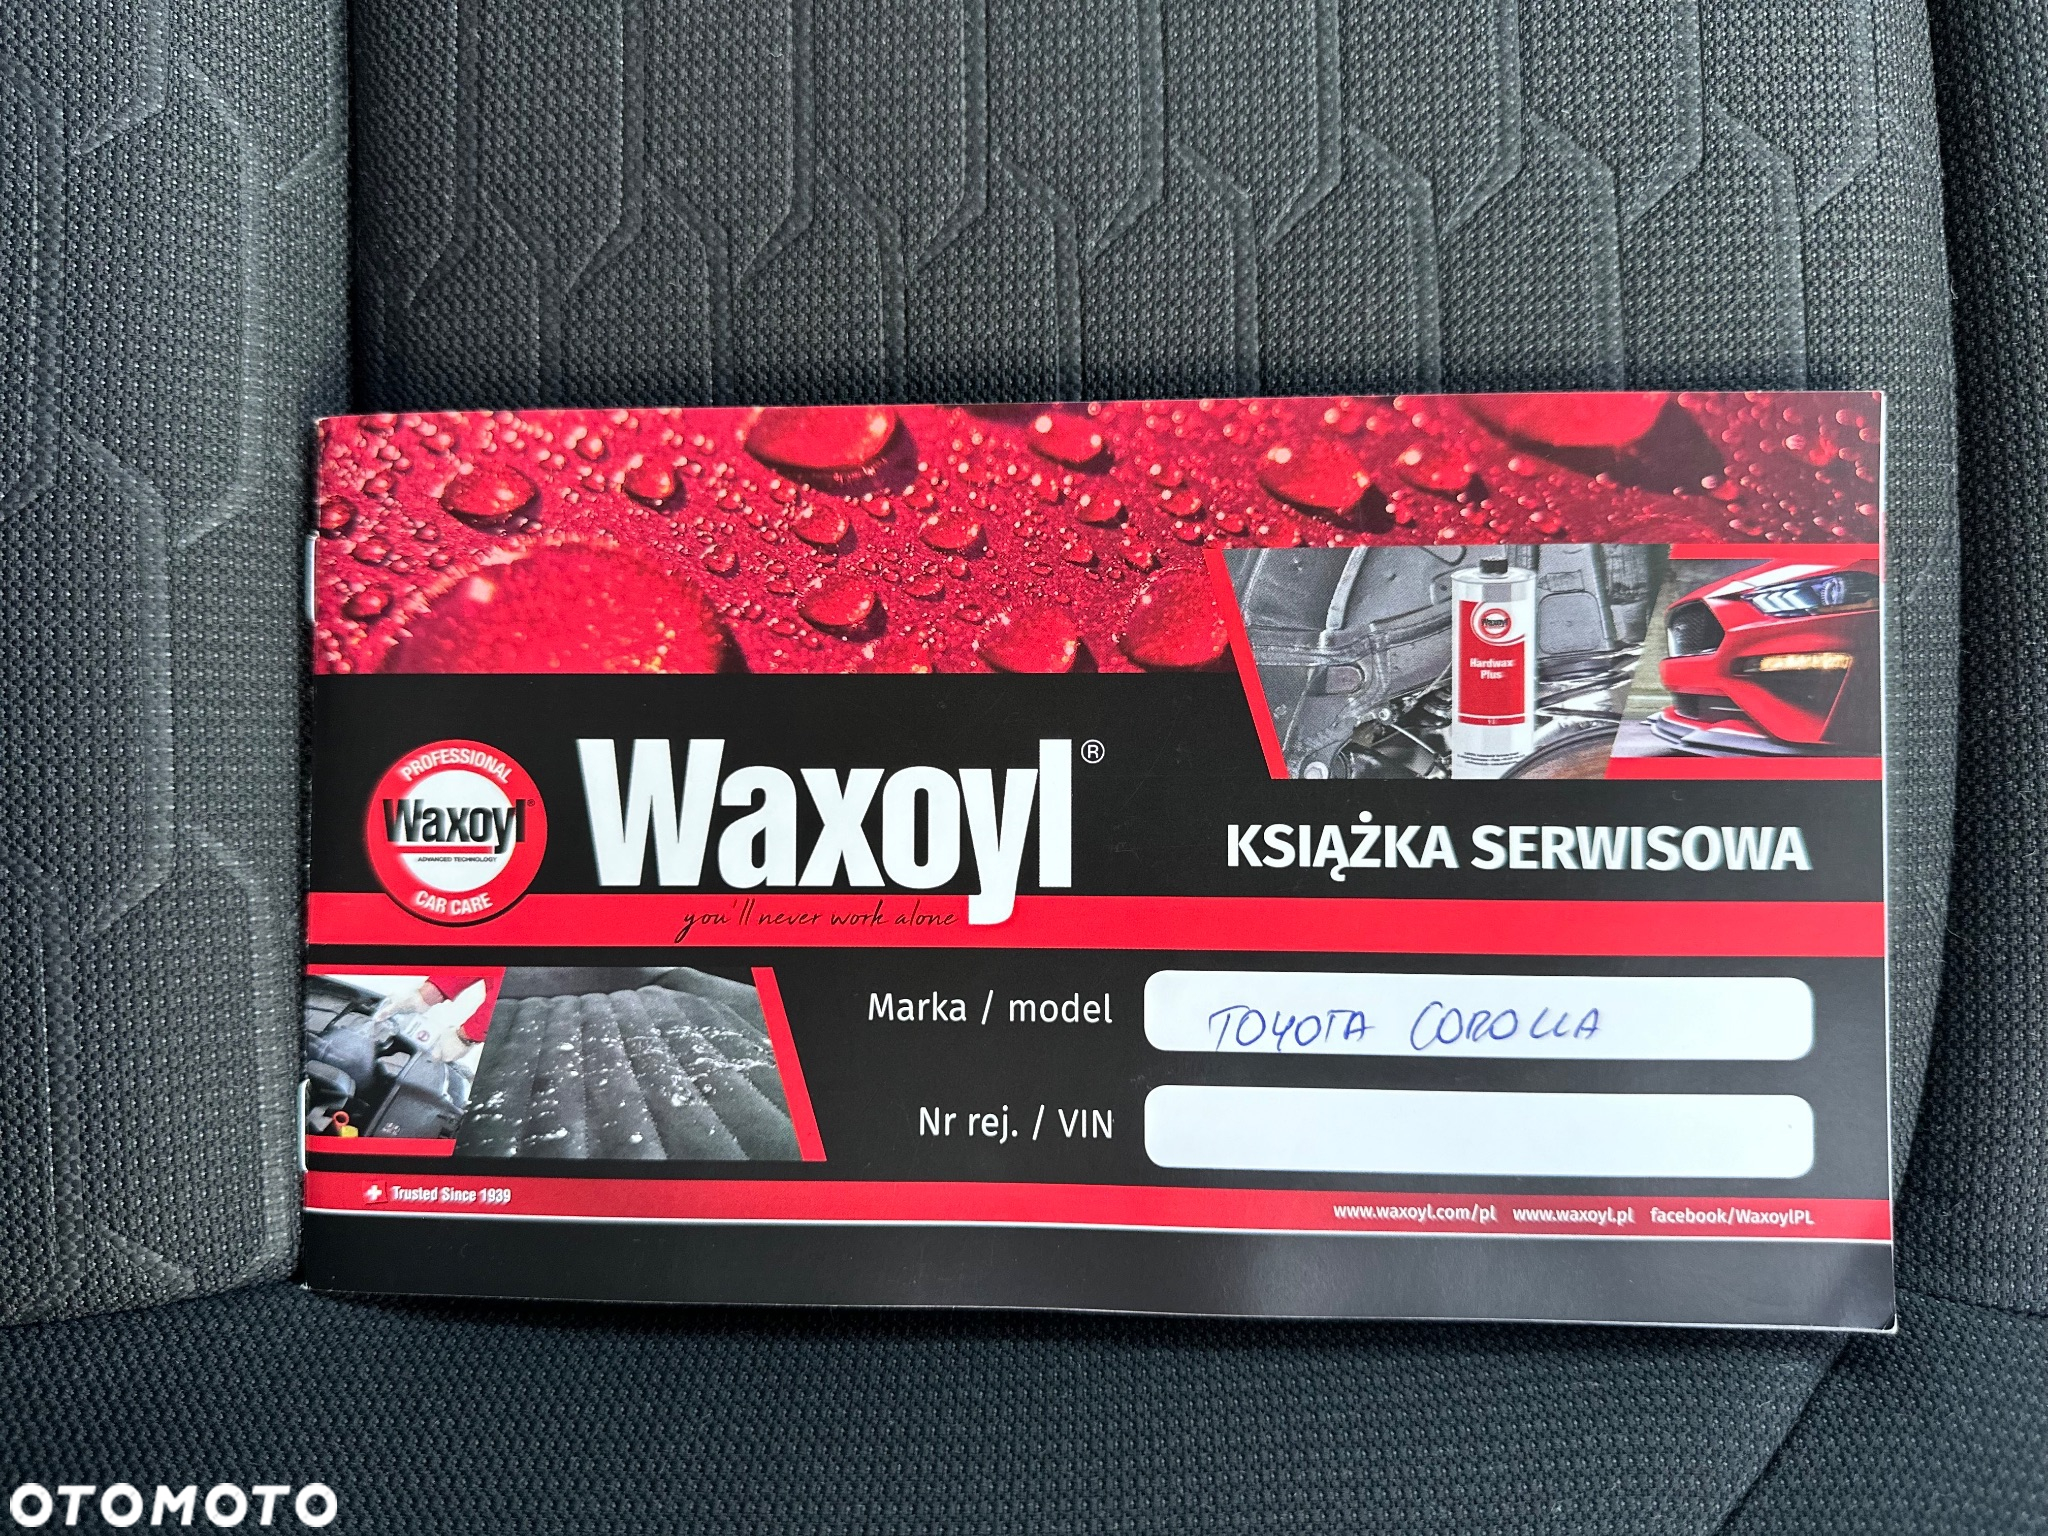 Waxoyl
Hardwax
Plus
PROFESSIONAL
Waxoyl®
ADVANCED TECHNOLOGY
CAR CARE
Waxoyl®
you'll never work alone
KSIĄŻKA SERWISOWA
Marka / model
TOYOTA COROLLA
Nr rej. / VIN
Trusted Since 1939
www.waxoyl.com/pl www.waxoyl.pl facebook/WaxoylPL
OTOMOTO